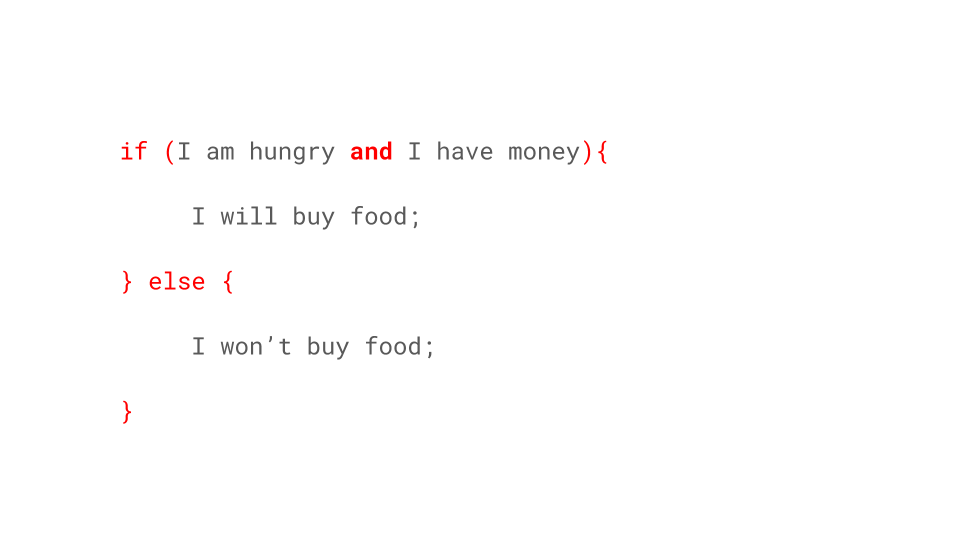 if (I am hungry and I have money){
I will buy food;
} else {
I won’t buy food;
}